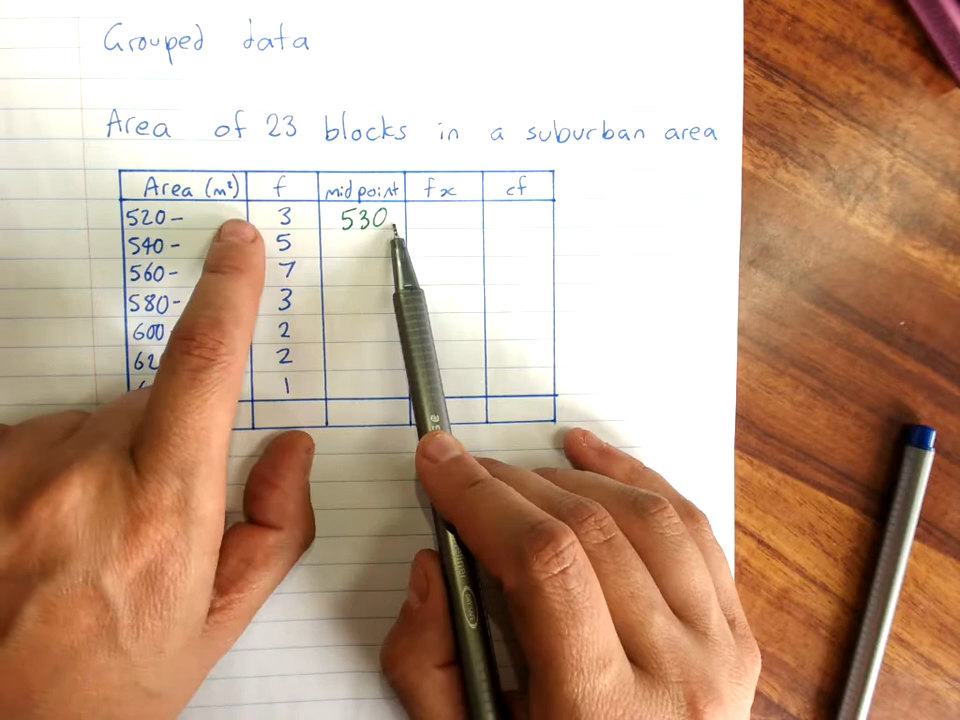 Grouped data
Area of 23 blocks in a suburban area
Area (m²) f midpoint fx cf
520- 3 530
540- 5
560- 7
580- 3
600 2
2
1